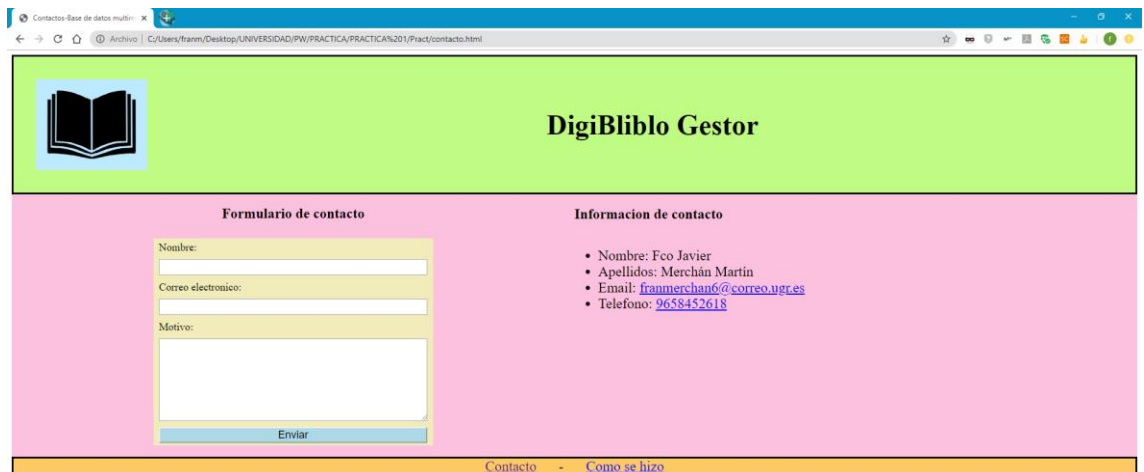 Contactos-Base de datos multim
Archivo | C:/Users/franm/Desktop/UNIVERSIDAD/PW/PRACTICA/PRACTICA%201/Pract/contacto.html
DigiBliblo Gestor
Formulario de contacto
Nombre:
Correo electronico:
Motivo:
Enviar
Informacion de contacto
• Nombre: Fco Javier
• Apellidos: Merchán Martín
• Email: franmerchan6@correo.ugr.es
• Telefono: 9658452618
Contacto - Como se hizo